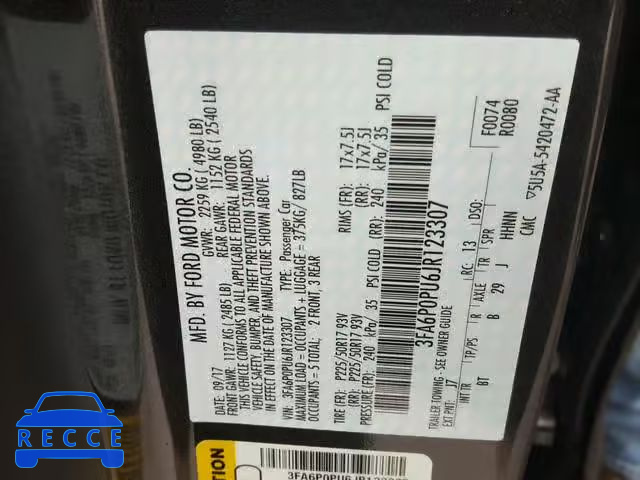 MFD. BY FORD MOTOR CO.
DATE: 09/17 GVWR: 2259 KG ( 4980 LB)
FRONT GAWR: 1127 KG ( 2485 LB) REAR GAWR: 1152 KG ( 2540 LB)
THIS VEHICLE CONFORMS TO ALL APPLICABLE FEDERAL MOTOR
VEHICLE SAFETY, BUMPER, AND THEFT PREVENTION STANDARDS
IN EFFECT ON THE DATE OF MANUFACTURE SHOWN ABOVE.
VIN: 3FA6P0PU6JR123307 TYPE: Passenger Car
MAXIMUM LOAD = OCCUPANTS + LUGGAGE = 375KG/ 827LB
OCCUPANTS = 5 TOTAL; 2 FRONT, 3 REAR
TIRE (FR): P225/50R17 93V RIMS (FR): 17x7.5J
(RR): P225/50R17 93V (RR): 17x7.5J
PRESSURE (FR): 240 kPa/ 35 PSI COLD (RR): 240 kPa/ 35 PSI COLD
3FA6P0PU6JR123307
TRAILER TOWING - SEE OWNER GUIDE F0074
EXT PNT: J7 RC: 13 DSO: R0080
INT TR TP/PS R AXLE TR SPR
BT B 29 J HHNN
CMC ▽5U5A-5420472-AA
RECCE